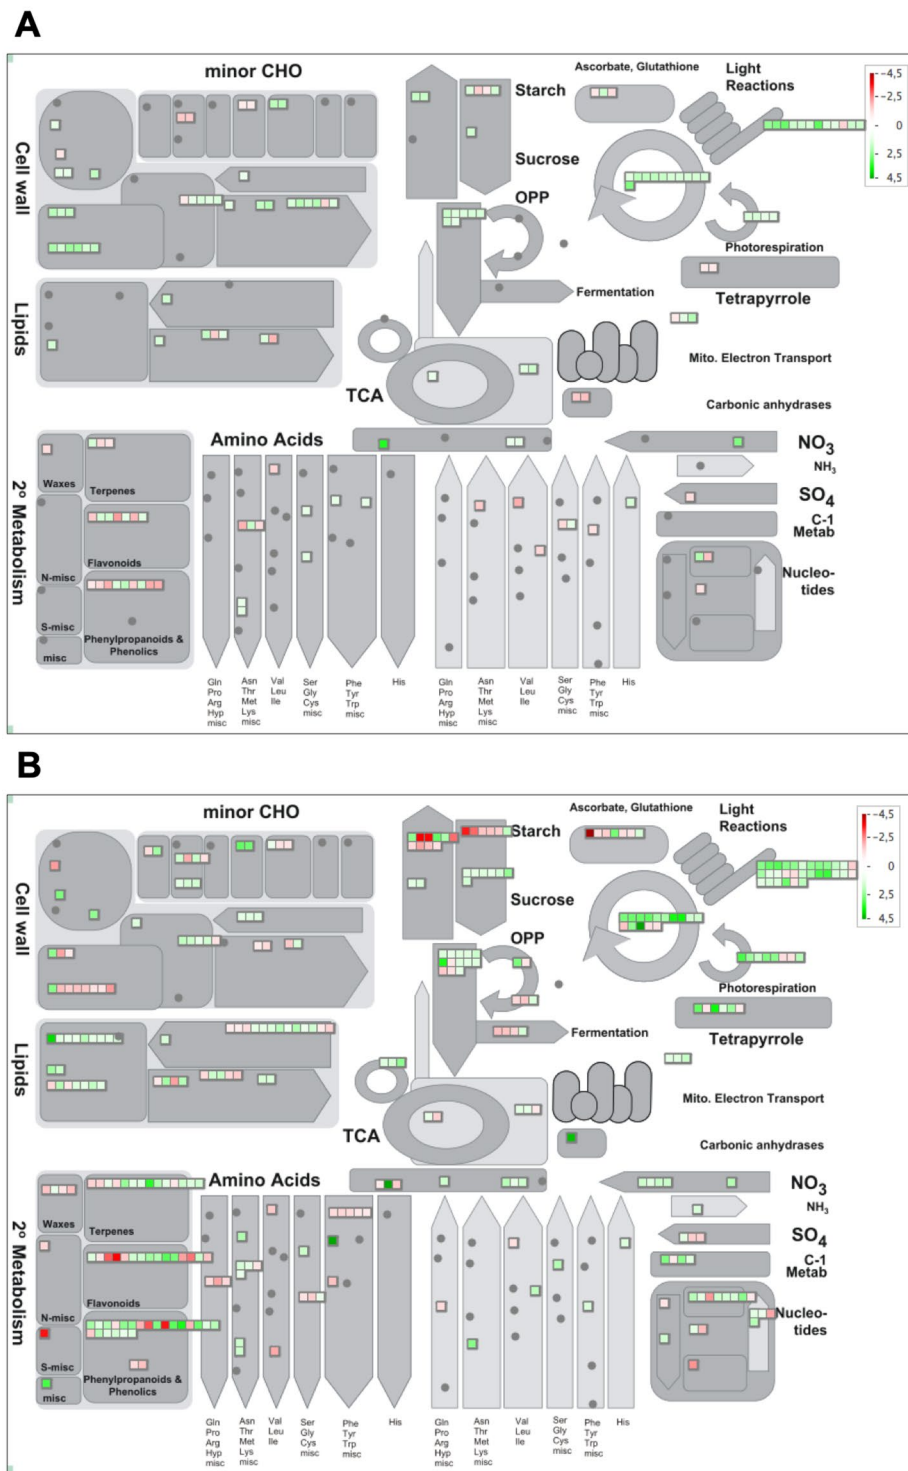 A
minor CHO
Cell wall
Lipids
2º Metabolism
Starch
Sucrose
OPP
Fermentation
TCA
Ascorbate, Glutathione
Light
Reactions
-4,5
-2,5
0
2,5
4,5
Photorespiration
Tetrapyrrole
Mito. Electron Transport
Carbonic anhydrases
Amino Acids
NO3
NH3
SO4
C-1
Metab
Nucleo-
tides
Waxes
Terpenes
Flavonoids
N-misc
S-misc
Phenylpropanoids &
Phenolics
misc
Gln
Pro
Arg
Hyp
misc
Asn
Thr
Met
Lys
misc
Val
Leu
Ile
Ser
Gly
Cys
misc
Phe
Tyr
Trp
misc
His
Gln
Pro
Arg
Hyp
misc
Asn
Thr
Met
Lys
misc
Val
Leu
Ile
Ser
Gly
Cys
misc
Phe
Tyr
Trp
misc
His
B
minor CHO
Cell wall
Lipids
2º Metabolism
Starch
Sucrose
OPP
Fermentation
TCA
Ascorbate, Glutathione
Light
Reactions
-4,5
-2,5
0
2,5
4,5
Photorespiration
Tetrapyrrole
Mito. Electron Transport
Carbonic anhydrases
Amino Acids
NO3
NH3
SO4
C-1
Metab
Nucleo-
tides
Waxes
Terpenes
Flavonoids
N-misc
S-misc
Phenylpropanoids &
Phenolics
misc
Gln
Pro
Arg
Hyp
misc
Asn
Thr
Met
Lys
misc
Val
Leu
Ile
Ser
Gly
Cys
misc
Phe
Tyr
Trp
misc
His
Gln
Pro
Arg
Hyp
misc
Asn
Thr
Met
Lys
misc
Val
Leu
Ile
Ser
Gly
Cys
misc
Phe
Tyr
Trp
misc
His